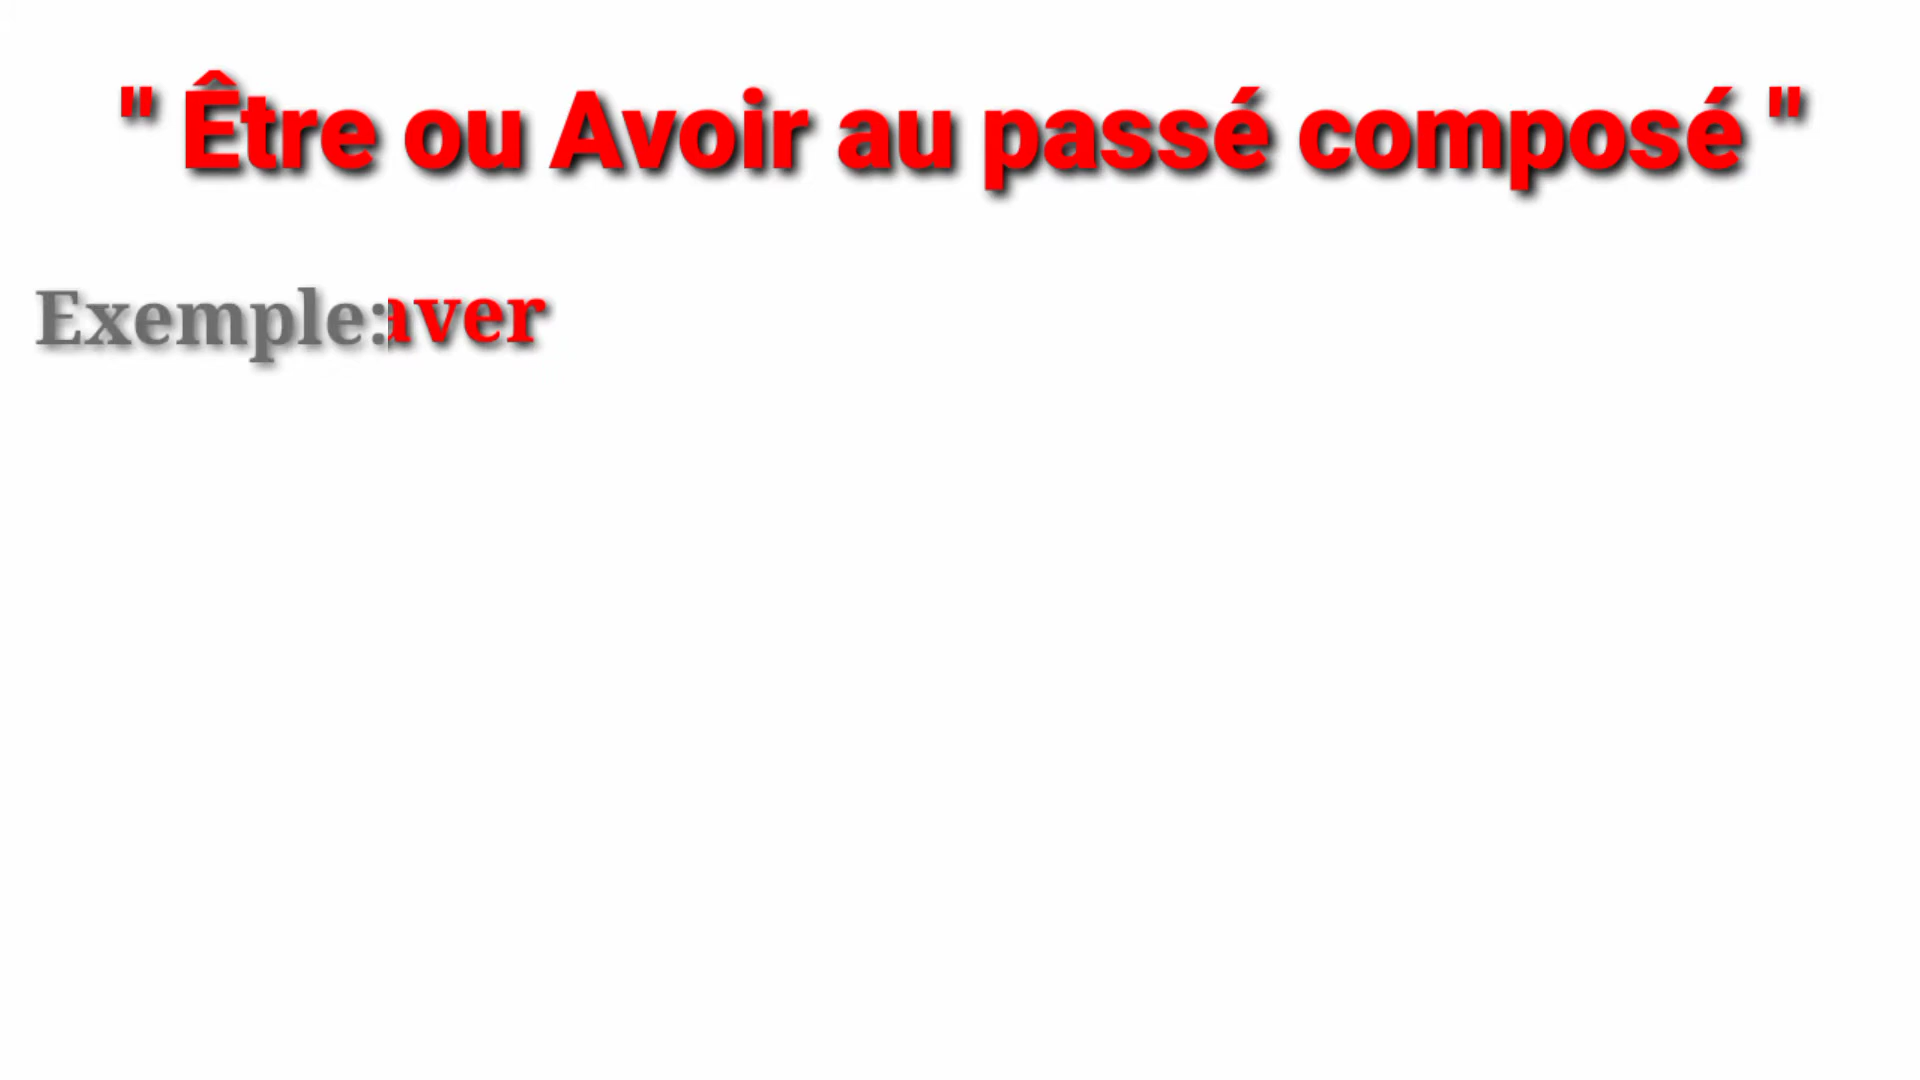 " Être ou Avoir au passé composé "
Exemple: aver